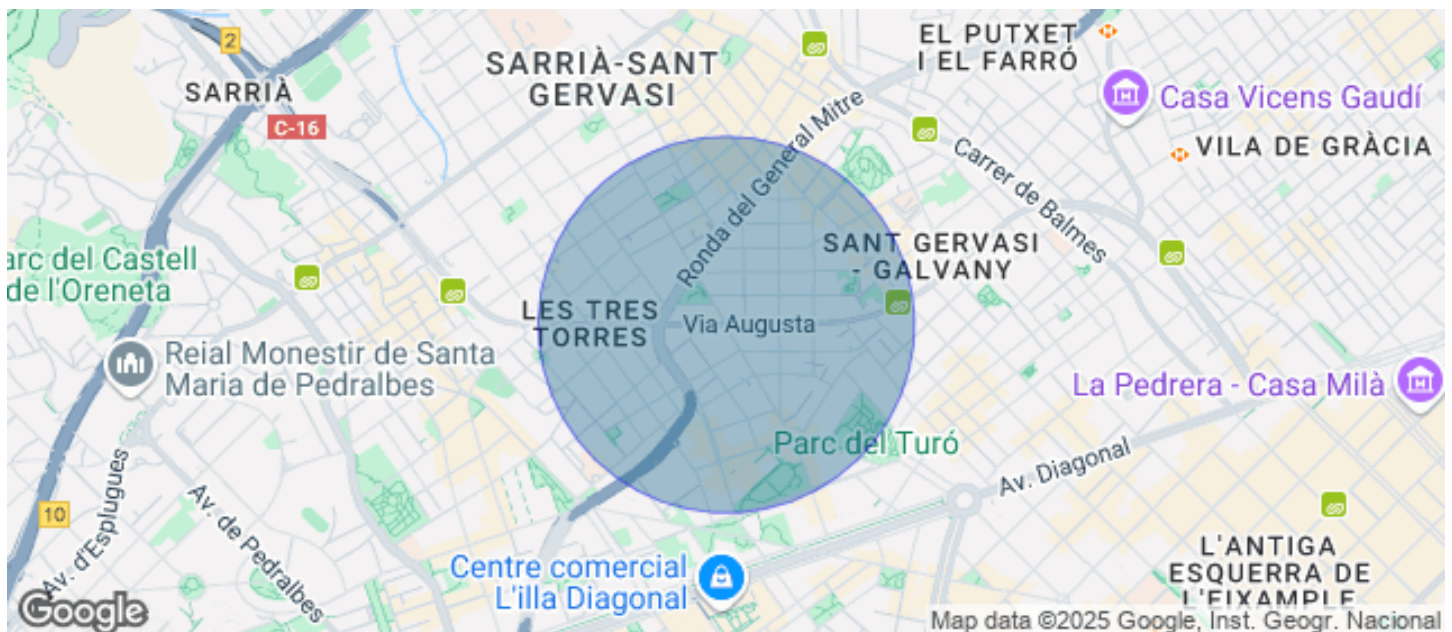 EL PUTXET
I EL FARRÓ
2
SARRIÀ-SANT
GERVASI
SARRIÀ
Casa Vicens Gaudí
C-16
Ronda del General Mitre
Carrer de Balmes
VILA DE GRÀCIA
SANT GERVASI
- GALVANY
arc del Castell
de l'Oreneta
LES TRES
TORRES
Via Augusta
Reial Monestir de Santa
Maria de Pedralbes
La Pedrera - Casa Milà
Parc del Turó
Av. Diagonal
10
Av. d'Esplugues
Av. de Pedralbes
Centre comercial
L'illa Diagonal
L'ANTIGA
ESQUERRA DE
L'EIXAMPLE
Google
Map data ©2025 Google, Inst. Geogr. Nacional